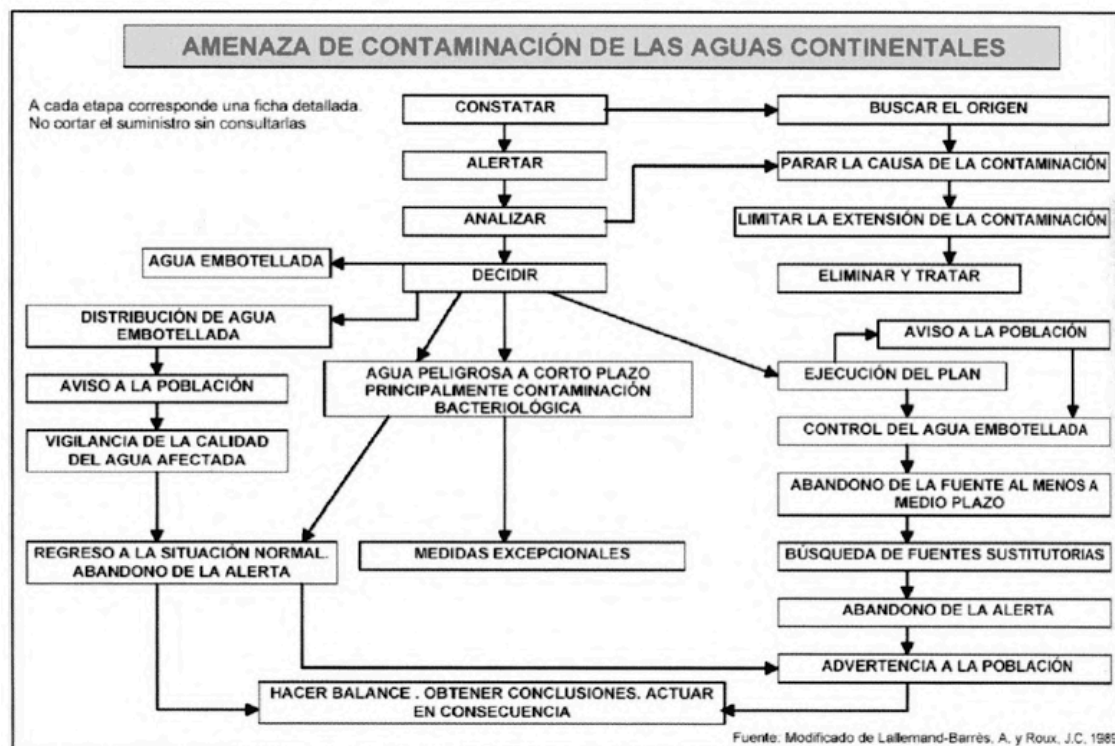 AMENAZA DE CONTAMINACIÓN DE LAS AGUAS CONTINENTALES
A cada etapa corresponde una ficha detallada.
No cortar el suministro sin consultarlas
CONSTATAR
BUSCAR EL ORIGEN
ALERTAR
PARAR LA CAUSA DE LA CONTAMINACIÓN
ANALIZAR
LIMITAR LA EXTENSIÓN DE LA CONTAMINACIÓN
AGUA EMBOTELLADA
DECIDIR
ELIMINAR Y TRATAR
DISTRIBUCIÓN DE AGUA
EMBOTELLADA
AVISO A LA POBLACIÓN
AGUA PELIGROSA A CORTO PLAZO
PRINCIPALMENTE CONTAMINACIÓN
BACTERIOLÓGICA
EJECUCIÓN DEL PLAN
AVISO A LA POBLACIÓN
CONTROL DEL AGUA EMBOTELLADA
VIGILANCIA DE LA CALIDAD
DEL AGUA AFECTADA
ABANDONO DE LA FUENTE AL MENOS A
MEDIO PLAZO
REGRESO A LA SITUACIÓN NORMAL.
ABANDONO DE LA ALERTA
MEDIDAS EXCEPCIONALES
BÚSQUEDA DE FUENTES SUSTITUTORIAS
ABANDONO DE LA ALERTA
ADVERTENCIA A LA POBLACIÓN
HACER BALANCE . OBTENER CONCLUSIONES. ACTUAR
EN CONSECUENCIA
Fuente: Modificado de Lallemand-Barrès, A. y Roux, J.C, 1989